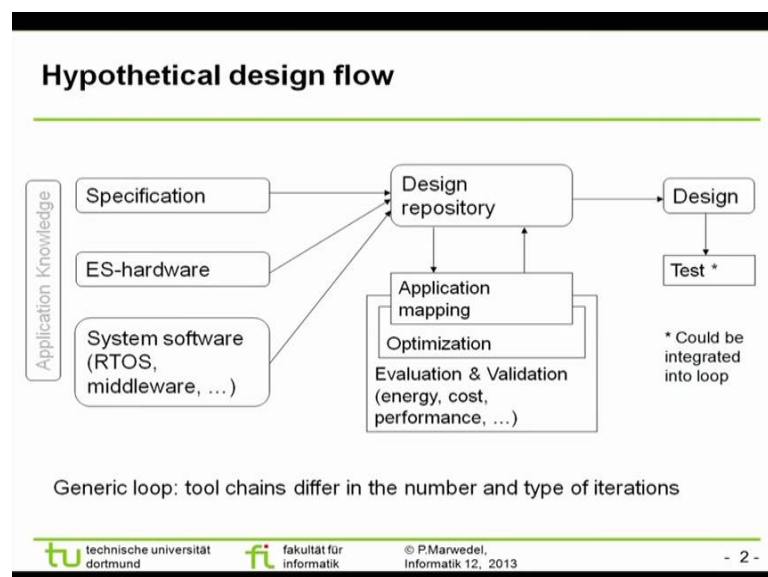 Hypothetical design flow
Application Knowledge
Specification
ES-hardware
System software
(RTOS,
middleware, …)
Design
repository
Application
mapping
Optimization
Evaluation & Validation
(energy, cost,
performance, …)
Design
Test *
* Could be
integrated
into loop
Generic loop: tool chains differ in the number and type of iterations
tu technische universität
dortmund
fi fakultät für
informatik
© P.Marwedel,
Informatik 12, 2013
- 2 -